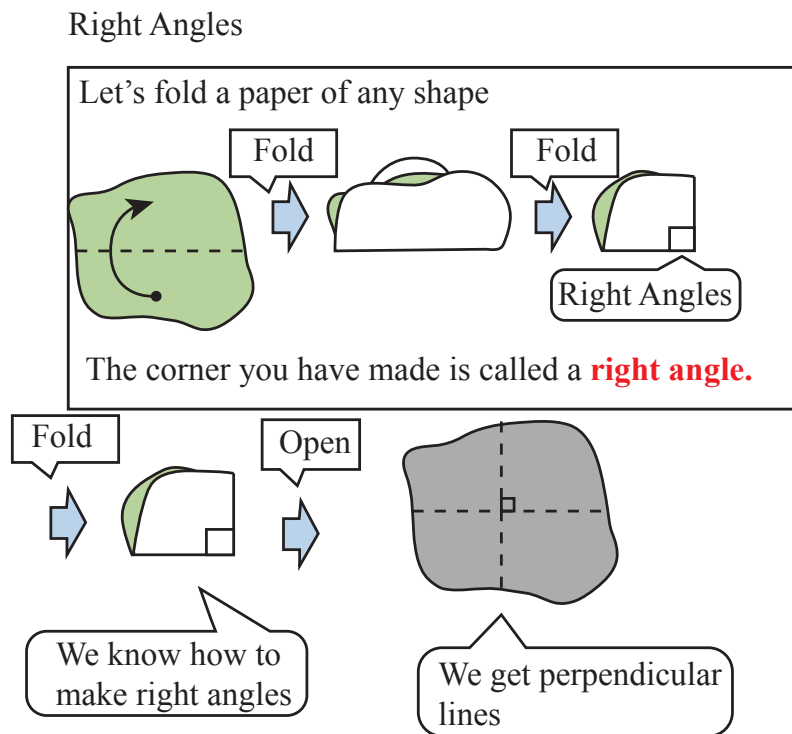 Right Angles
Let’s fold a paper of any shape
Fold
Fold
Right Angles
The corner you have made is called a right angle.
Fold
Open
We know how to
make right angles
We get perpendicular
lines